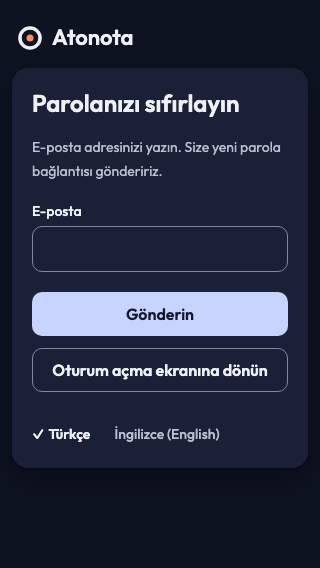 Atonota
Parolanızı sıfırlayın
E-posta adresinizi yazın. Size yeni parola
bağlantısı göndeririz.
E-posta
Gönderin
Oturum açma ekranına dönün
Türkçe
İngilizce (English)